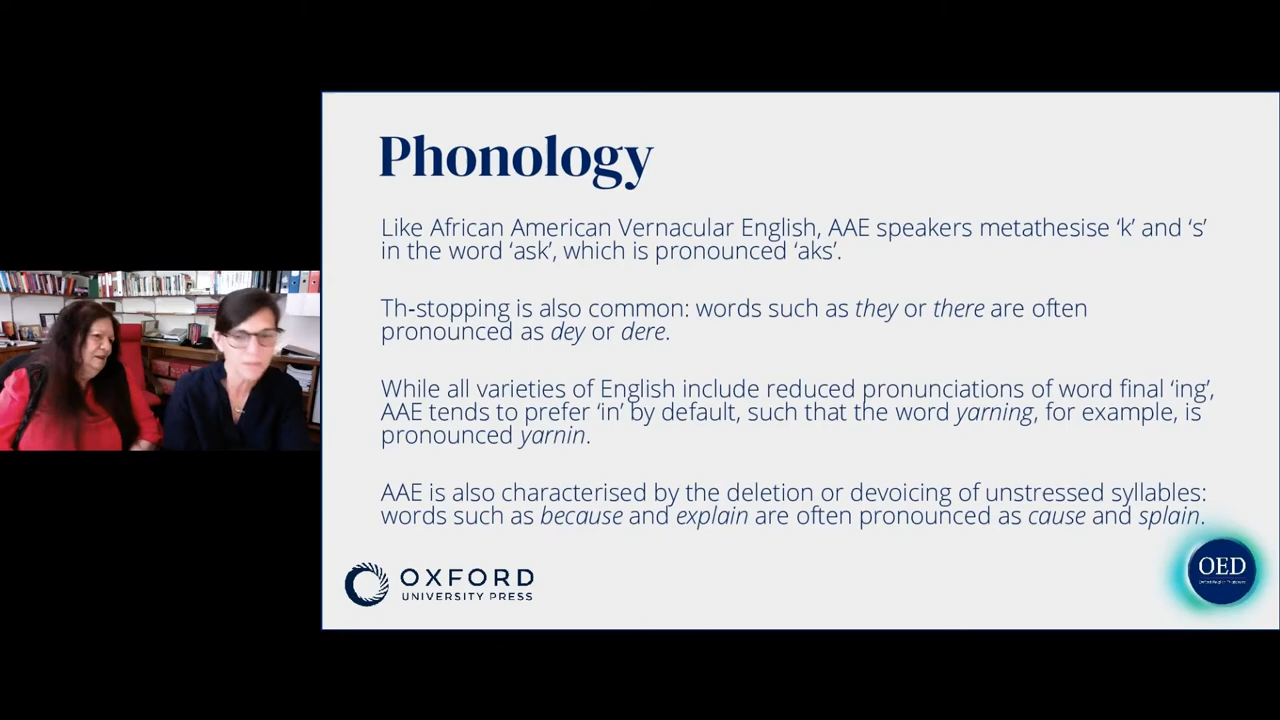 Phonology
Like African American Vernacular English, AAE speakers metathesise ‘k’ and ‘s’
in the word ‘ask’, which is pronounced ‘aks’.
Th-stopping is also common: words such as they or there are often
pronounced as dey or dere.
While all varieties of English include reduced pronunciations of word final ‘ing’,
AAE tends to prefer ‘in’ by default, such that the word yarning, for example, is
pronounced yarnin.
AAE is also characterised by the deletion or devoicing of unstressed syllables:
words such as because and explain are often pronounced as cause and splain.
OXFORD
UNIVERSITY PRESS
OED